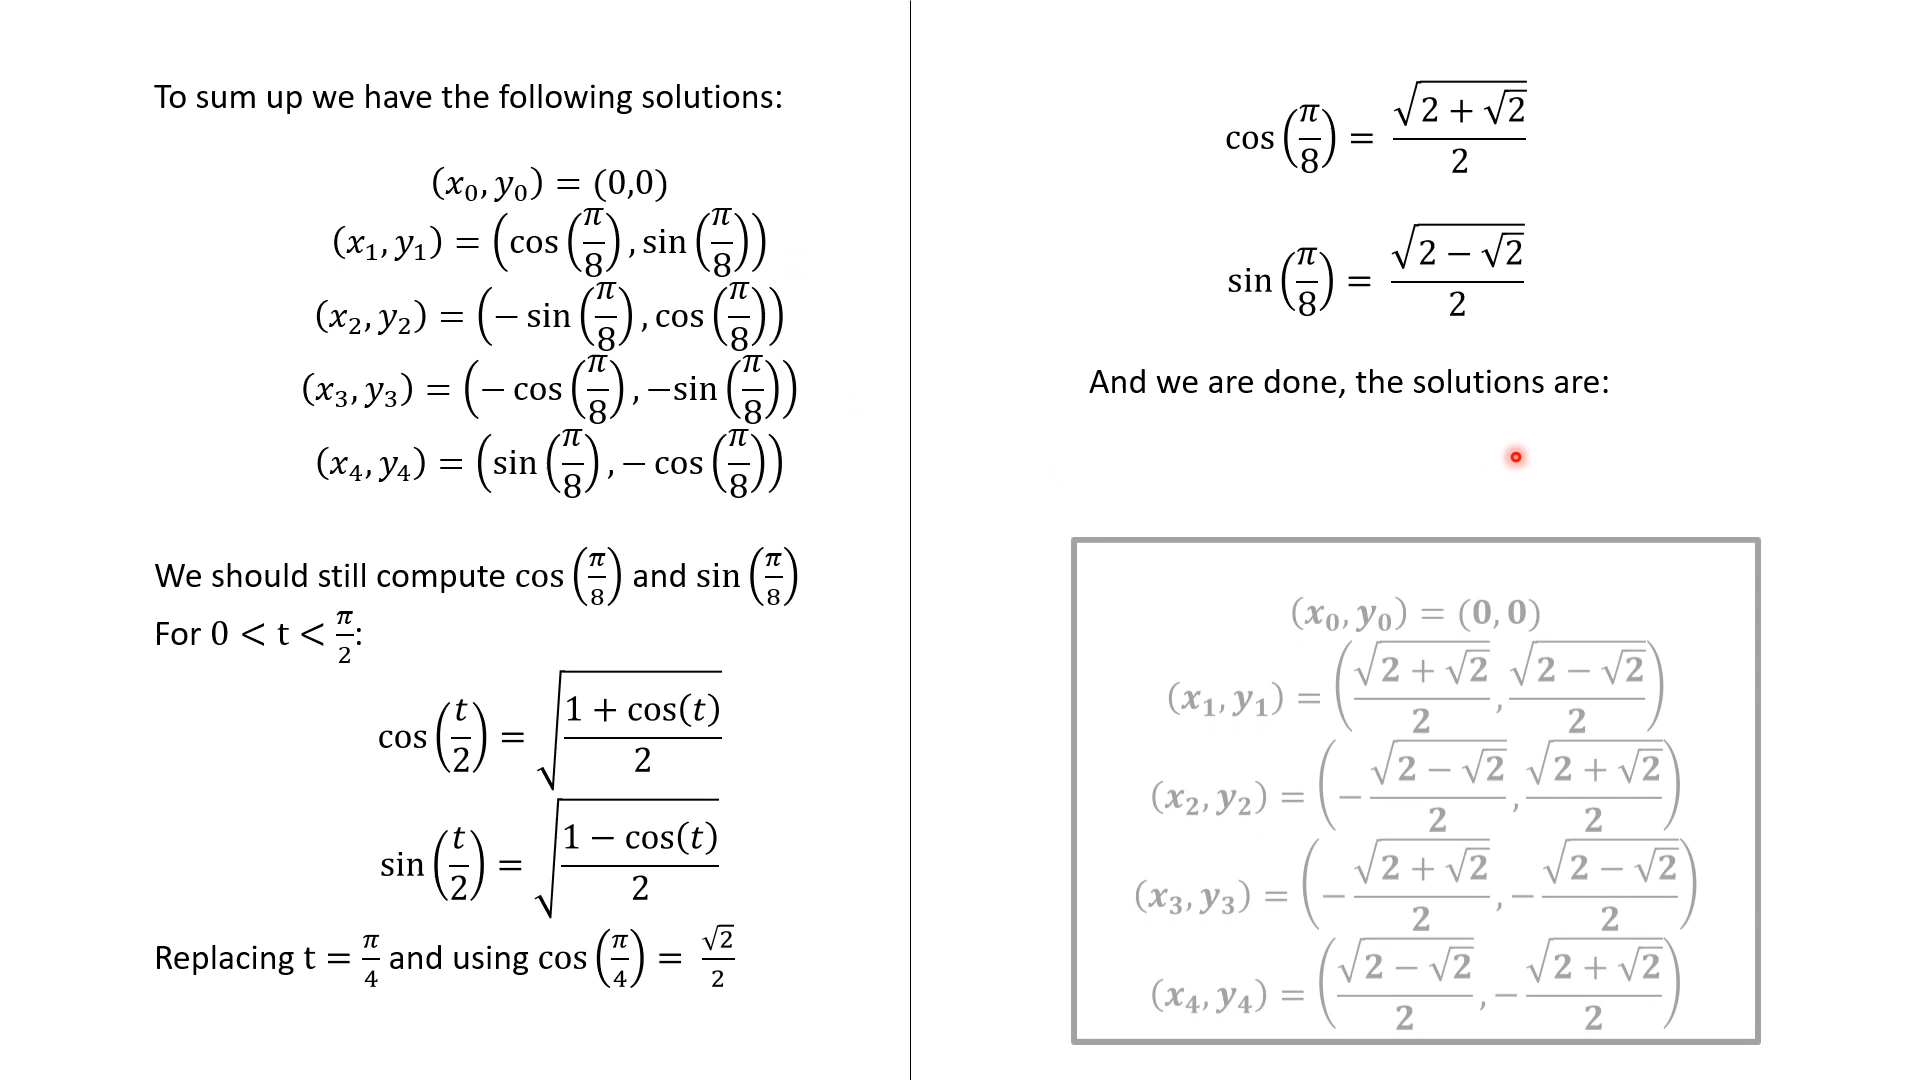 To sum up we have the following solutions:
(x₀, y₀) = (0,0)
(x₁, y₁) = (cos(π/8), sin(π/8))
(x₂, y₂) = (− sin(π/8), cos(π/8))
(x₃, y₃) = (− cos(π/8), −sin(π/8))
(x₄, y₄) = (sin(π/8), − cos(π/8))
We should still compute cos(π/8) and sin(π/8)
For 0 < t < π/2:
cos(t/2) = √((1 + cos(t))/2)
sin(t/2) = √((1 − cos(t))/2)
Replacing t = π/4 and using cos(π/4) = √2/2
cos(π/8) = √(2 + √2)/2
sin(π/8) = √(2 − √2)/2
And we are done, the solutions are:
(x₀, y₀) = (0, 0)
(x₁, y₁) = (√(2 + √2)/2, √(2 − √2)/2)
(x₂, y₂) = (−√(2 − √2)/2, √(2 + √2)/2)
(x₃, y₃) = (−√(2 + √2)/2, −√(2 − √2)/2)
(x₄, y₄) = (√(2 − √2)/2, −√(2 + √2)/2)